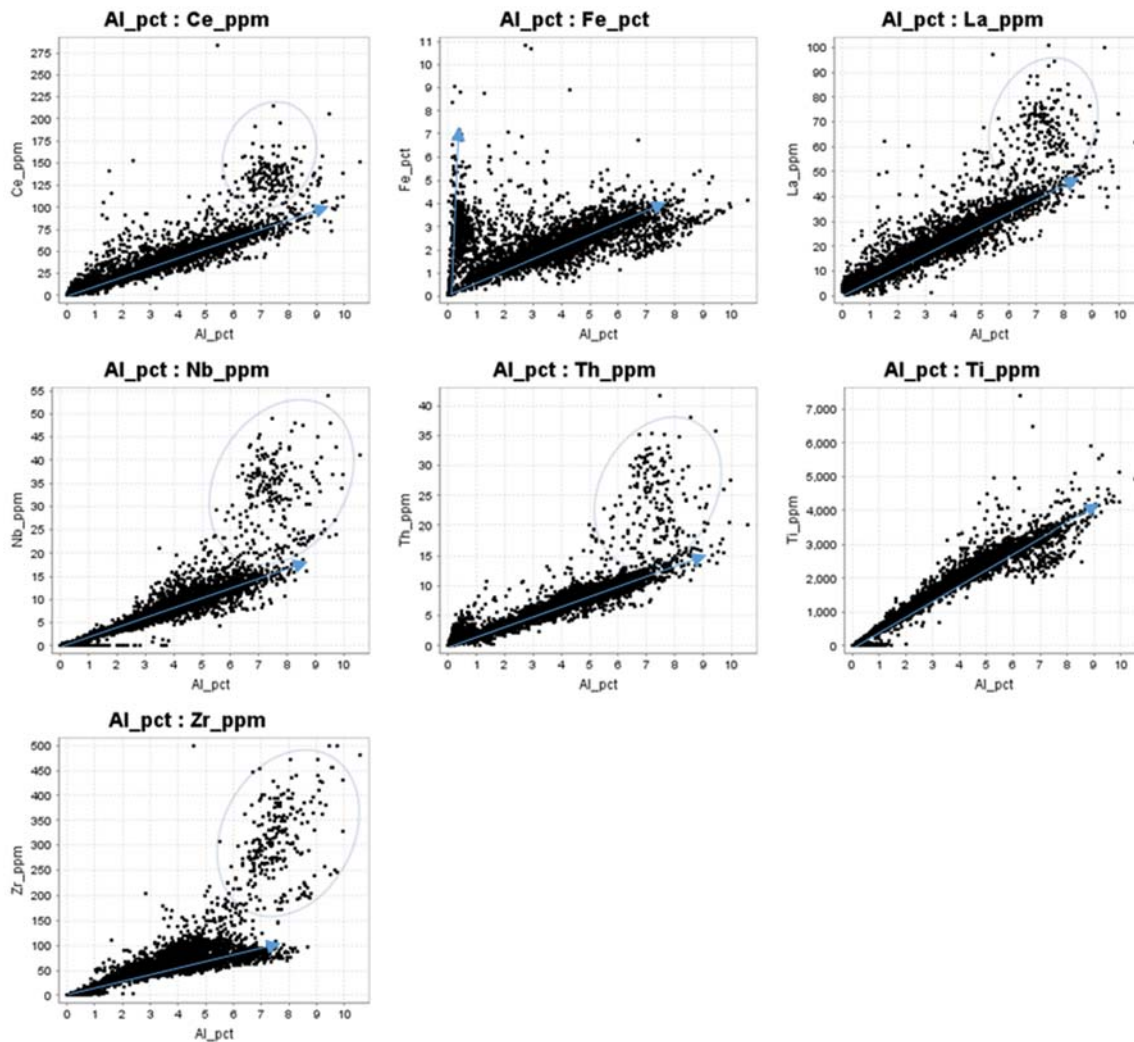 Al_pct : Ce_ppm
275
250
225
200
175
150
125
100
75
50
25
0
Ce_ppm
0 1 2 3 4 5 6 7 8 9 10
Al_pct
Al_pct : Fe_pct
11
10
9
8
7
6
5
4
3
2
1
0
Fe_pct
0 1 2 3 4 5 6 7 8 9 10
Al_pct
Al_pct : La_ppm
100
90
80
70
60
50
40
30
20
10
0
La_ppm
0 1 2 3 4 5 6 7 8 9 10
Al_pct
Al_pct : Nb_ppm
55
50
45
40
35
30
25
20
15
10
5
0
Nb_ppm
0 1 2 3 4 5 6 7 8 9 10
Al_pct
Al_pct : Th_ppm
40
35
30
25
20
15
10
5
0
Th_ppm
0 1 2 3 4 5 6 7 8 9 10
Al_pct
Al_pct : Ti_ppm
7,000
6,000
5,000
4,000
3,000
2,000
1,000
0
Ti_ppm
0 1 2 3 4 5 6 7 8 9 10
Al_pct
Al_pct : Zr_ppm
500
450
400
350
300
250
200
150
100
50
0
Zr_ppm
0 1 2 3 4 5 6 7 8 9 10
Al_pct